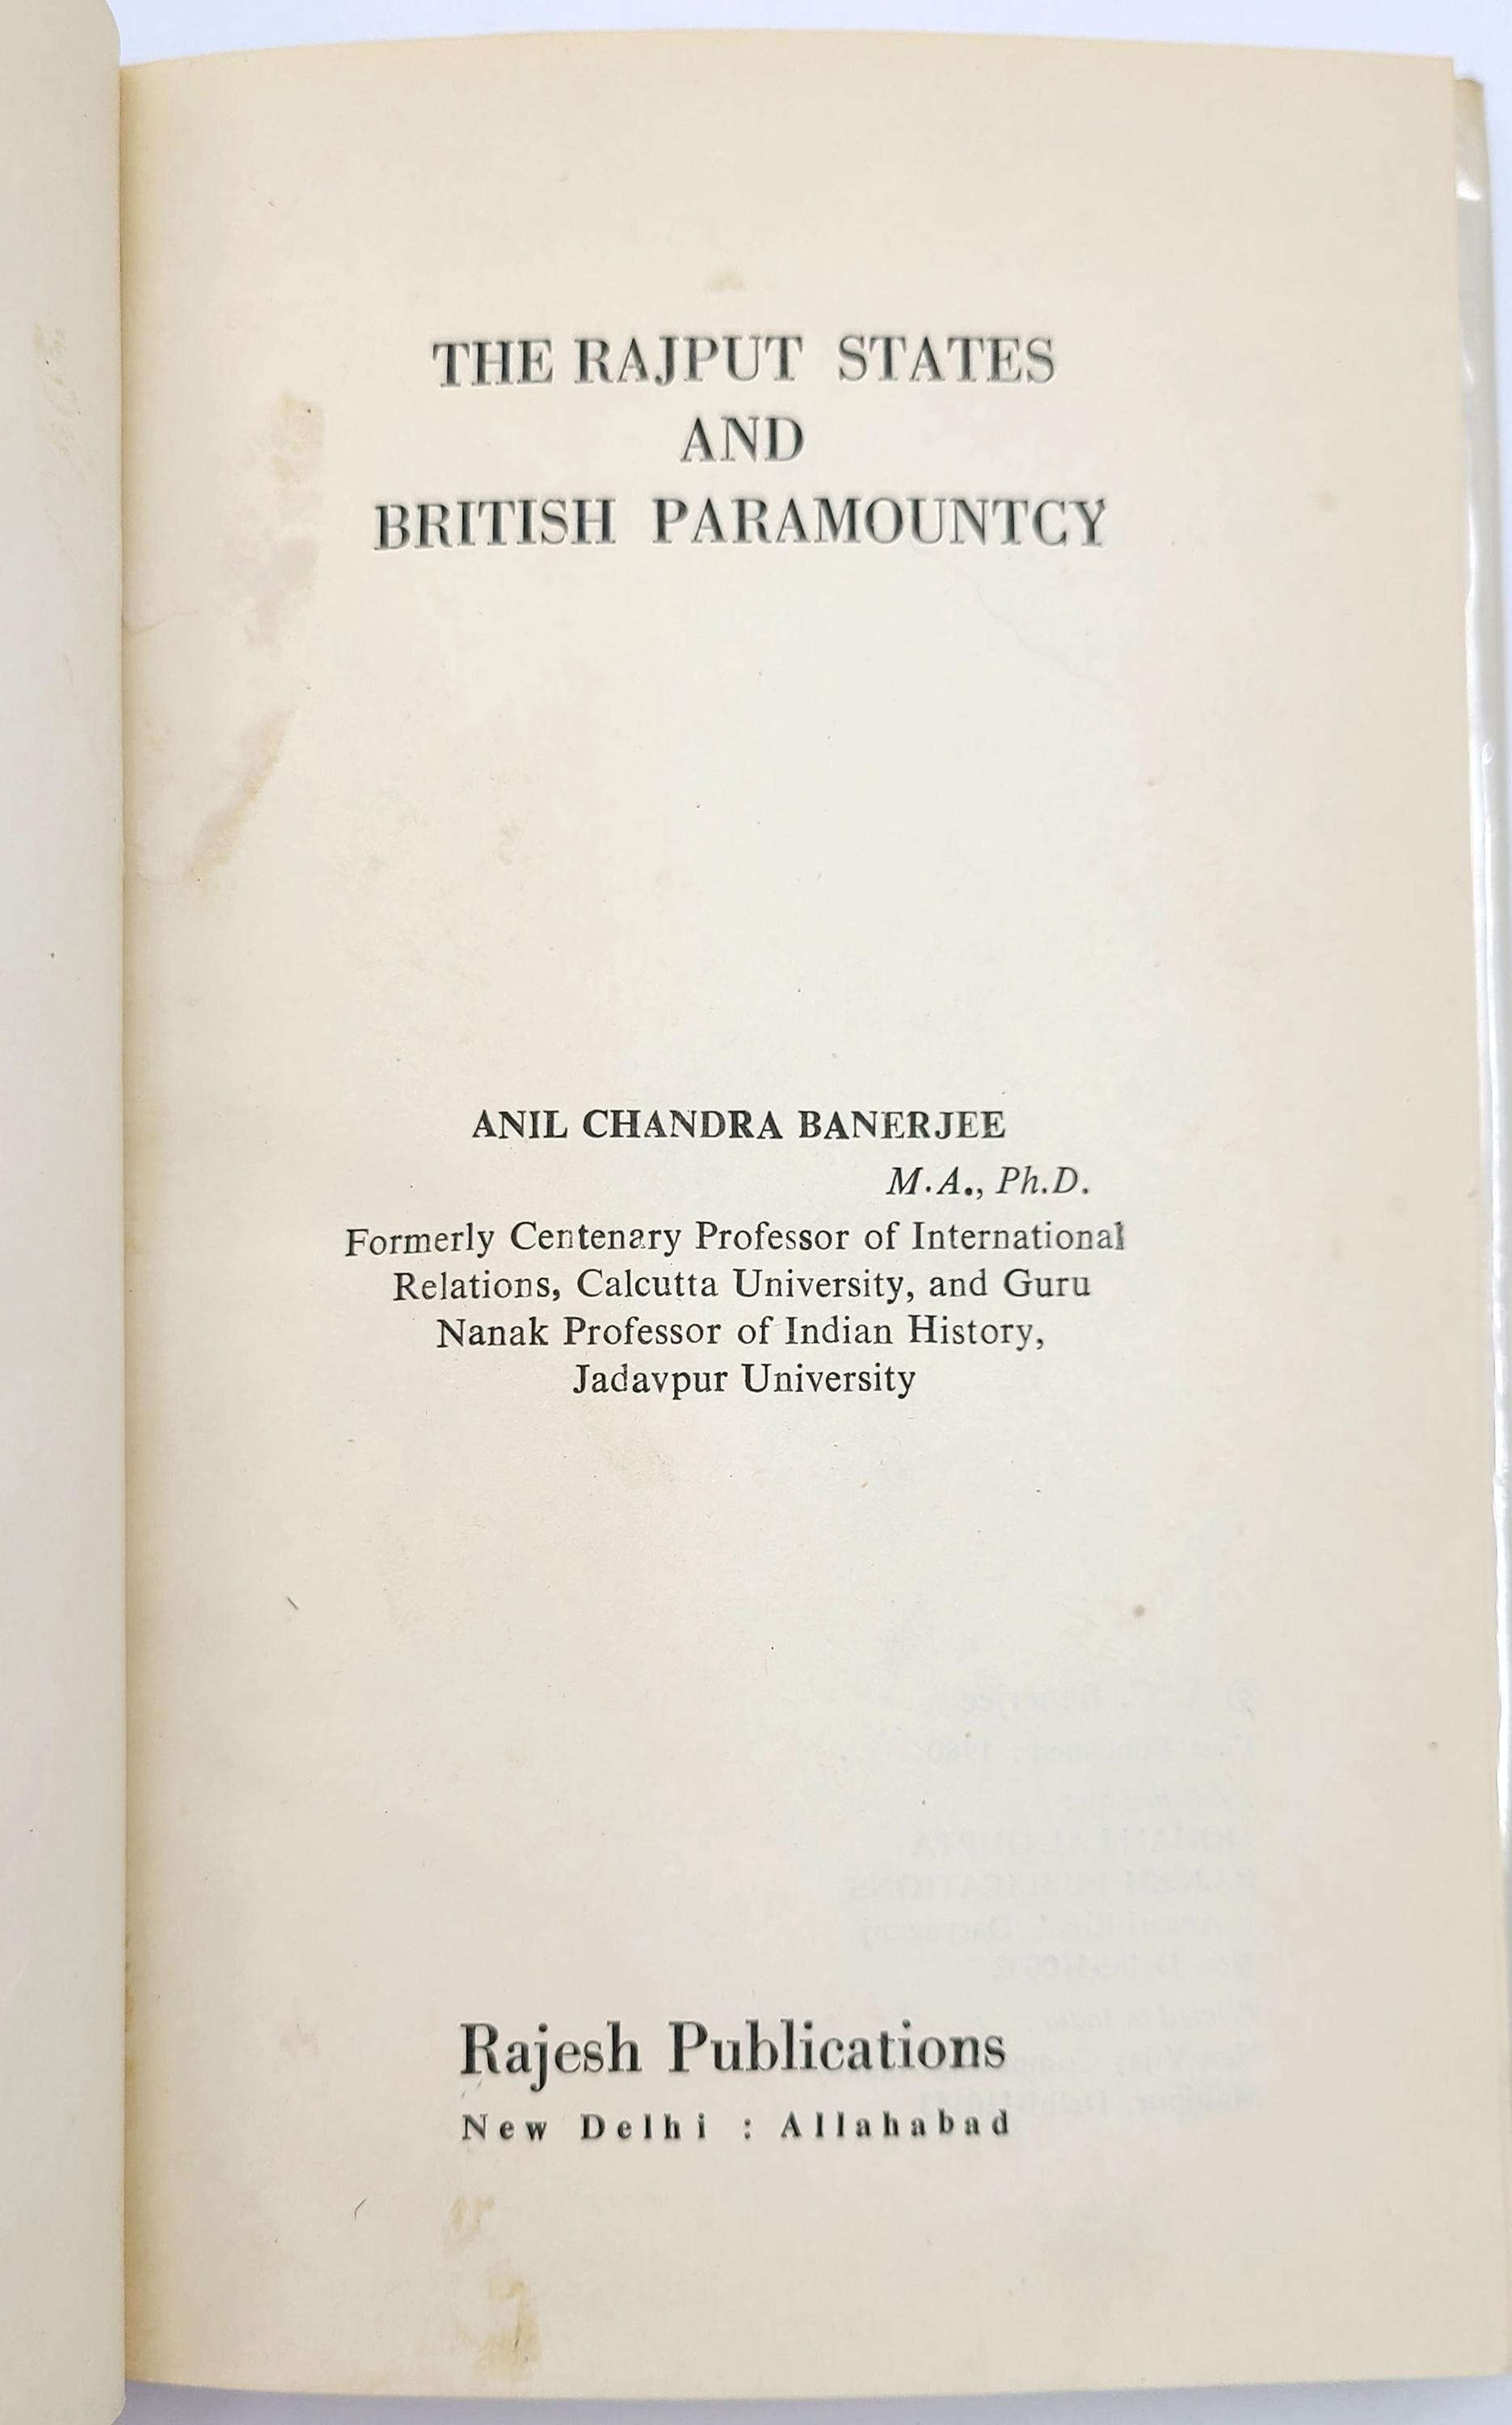 THE RAJPUT STATES
AND
BRITISH PARAMOUNTCY
ANIL CHANDRA BANERJEE
M.A., Ph.D.
Formerly Centenary Professor of International
Relations, Calcutta University, and Guru
Nanak Professor of Indian History,
Jadavpur University
Rajesh Publications
New Delhi : Allahabad